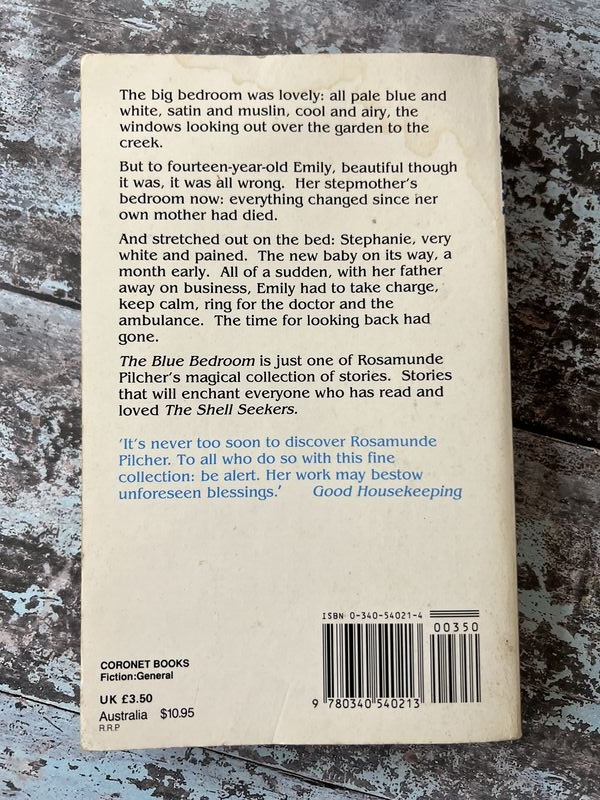 The big bedroom was lovely: all pale blue and
white, satin and muslin, cool and airy, the
windows looking out over the garden to the
creek.
But to fourteen-year-old Emily, beautiful though
it was, it was all wrong. Her stepmother's
bedroom now: everything changed since her
own mother had died.
And stretched out on the bed: Stephanie, very
white and pained. The new baby on its way, a
month early. All of a sudden, with her father
away on business, Emily had to take charge,
keep calm, ring for the doctor and the
ambulance. The time for looking back had
gone.
The Blue Bedroom is just one of Rosamunde
Pilcher's magical collection of stories. Stories
that will enchant everyone who has read and
loved The Shell Seekers.
'It's never too soon to discover Rosamunde
Pilcher. To all who do so with this fine
collection: be alert. Her work may bestow
unforeseen blessings.' Good Housekeeping
ISBN 0-340-54021-4
00350
9 780340 540213
CORONET BOOKS
Fiction:General
UK £3.50
Australia $10.95
R.R.P